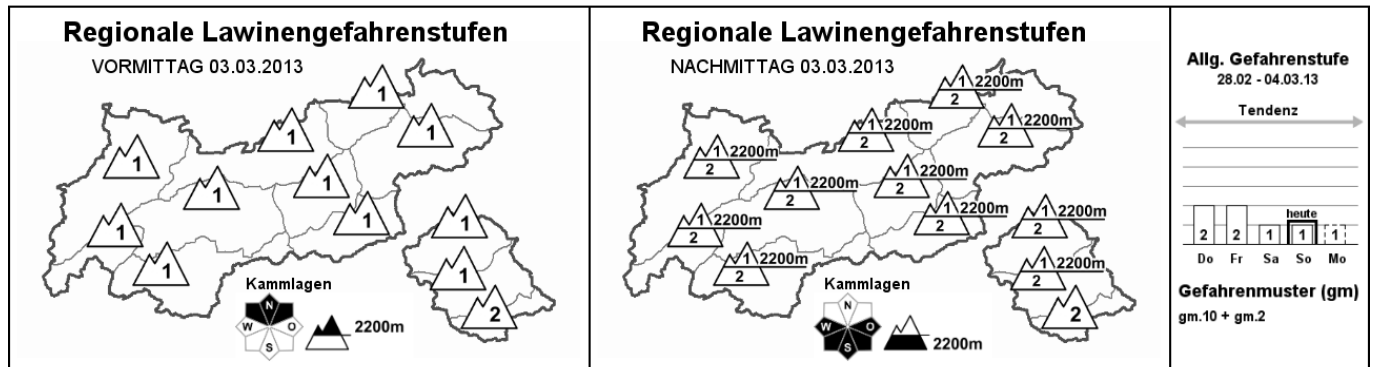 Regionale Lawinengefahrenstufen
VORMITTAG 03.03.2013
1
1
1
1
1
1
1
1
1
1
1
2
Kammlagen
N
W O
S
2200m
Regionale Lawinengefahrenstufen
NACHMITTAG 03.03.2013
1 2200m
2
1 2200m
2
1 2200m
2
1 2200m
2
1 2200m
2
1 2200m
2
1 2200m
2
1 2200m
2
1 2200m
2
1 2200m
2
1 2200m
2
2
Kammlagen
N
W O
S
2200m
Allg. Gefahrenstufe
28.02 - 04.03.13
Tendenz
heute
2 2 1 1 1
Do Fr Sa So Mo
Gefahrenmuster (gm)
gm.10 + gm.2